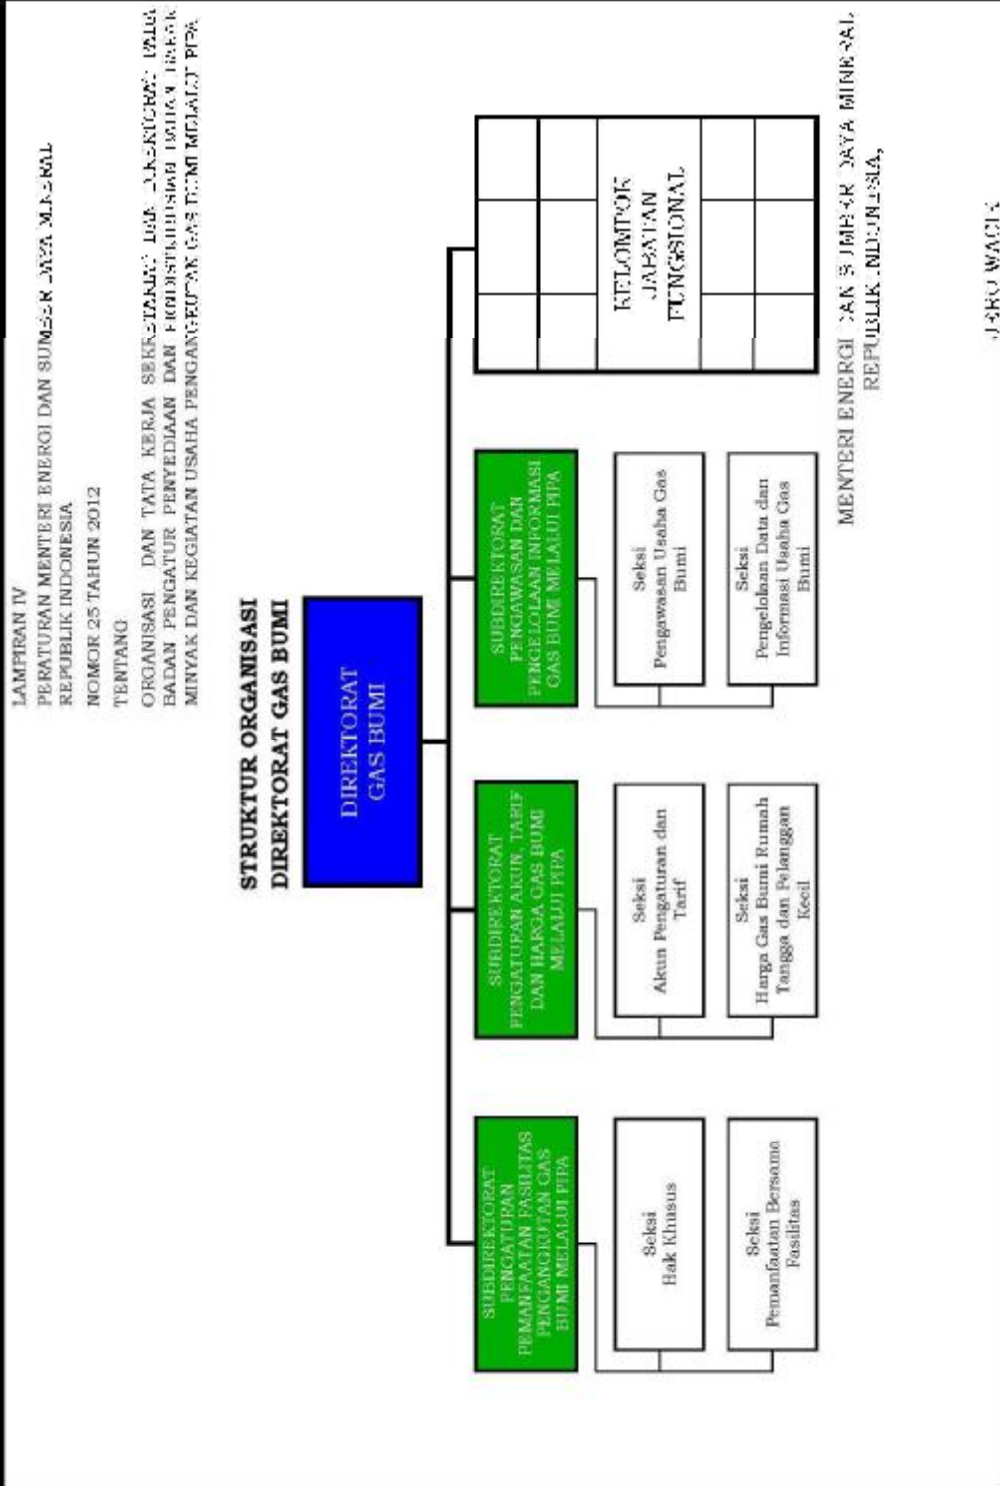 LAMPIRAN IV
PERATURAN MENTERI ENERGI DAN SUMBER DAYA MINERAL
REPUBLIK INDONESIA
NOMOR 25 TAHUN 2012
TENTANG
ORGANISASI DAN TATA KERJA SEKRETARIAT DAN DIREKTORAT PADA
BADAN PENGATUR PENYEDIAAN DAN PENDISTRIBUSIAN BAHAN BAKAR
MINYAK DAN KEGIATAN USAHA PENGANGKUTAN GAS BUMI MELALUI PIPA
STRUKTUR ORGANISASI
DIREKTORAT GAS BUMI
DIREKTORAT
GAS BUMI
SUBDIREKTORAT
PENGATURAN
PEMANFAATAN FASILITAS
PENGANGKUTAN GAS
BUMI MELALUI PIPA
Seksi
Hak Khusus
Seksi
Pemanfaatan Bersama
Fasilitas
SUBDIREKTORAT
PENGATURAN AKUN, TARIF
DAN HARGA GAS BUMI
MELALUI PIPA
Seksi
Akun Pengaturan dan
Tarif
Seksi
Harga Gas Bumi Rumah
Tangga dan Pelanggan
Kecil
SUBDIREKTORAT
PENGAWASAN DAN
PENGELOLAAN INFORMASI
GAS BUMI MELALUI PIPA
Seksi
Pengawasan Usaha Gas
Bumi
Seksi
Pengelolaan Data dan
Informasi Usaha Gas
Bumi
KELOMPOK
JABATAN
FUNGSIONAL
MENTERI ENERGI DAN SUMBER DAYA MINERAL
REPUBLIK INDONESIA,
JERO WACIK